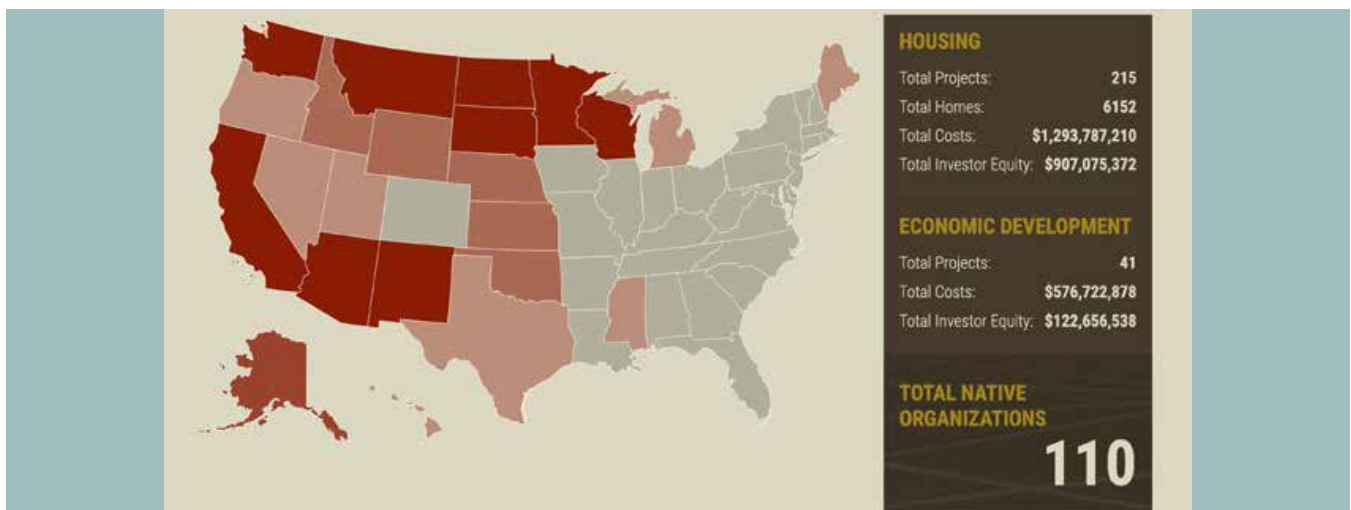 HOUSING
Total Projects: 215
Total Homes: 6152
Total Costs: $1,293,787,210
Total Investor Equity: $907,075,372
ECONOMIC DEVELOPMENT
Total Projects: 41
Total Costs: $576,722,878
Total Investor Equity: $122,656,538
TOTAL NATIVE
ORGANIZATIONS
110